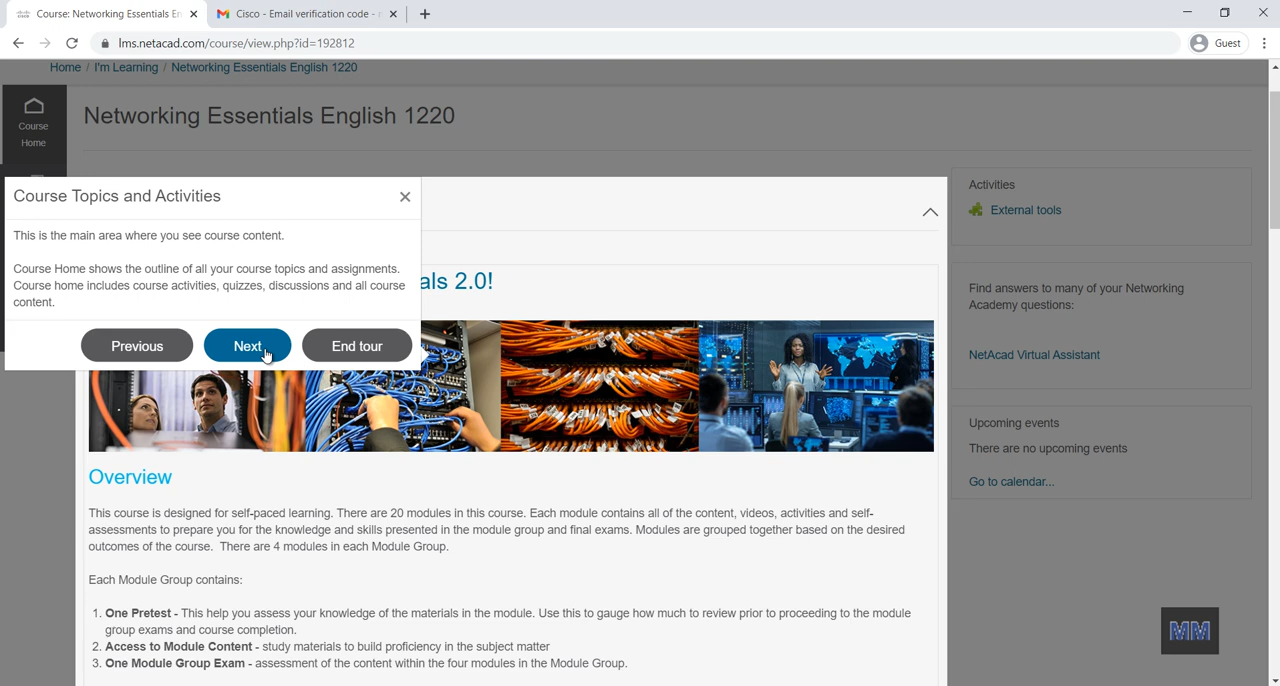 Course: Networking Essentials En
Cisco - Email verification code -
lms.netacad.com/course/view.php?id=192812
Guest
Home / I'm Learning / Networking Essentials English 1220
Course
Home
Networking Essentials English 1220
Course Topics and Activities
This is the main area where you see course content.
Course Home shows the outline of all your course topics and assignments.
Course home includes course activities, quizzes, discussions and all course
content.
Previous
Next
End tour
als 2.0!
Overview
This course is designed for self-paced learning. There are 20 modules in this course. Each module contains all of the content, videos, activities and self-
assessments to prepare you for the knowledge and skills presented in the module group and final exams. Modules are grouped together based on the desired
outcomes of the course. There are 4 modules in each Module Group.
Each Module Group contains:
1. One Pretest - This help you assess your knowledge of the materials in the module. Use this to gauge how much to review prior to proceeding to the module
group exams and course completion.
2. Access to Module Content - study materials to build proficiency in the subject matter
3. One Module Group Exam - assessment of the content within the four modules in the Module Group.
Activities
External tools
Find answers to many of your Networking
Academy questions:
NetAcad Virtual Assistant
Upcoming events
There are no upcoming events
Go to calendar...
MM